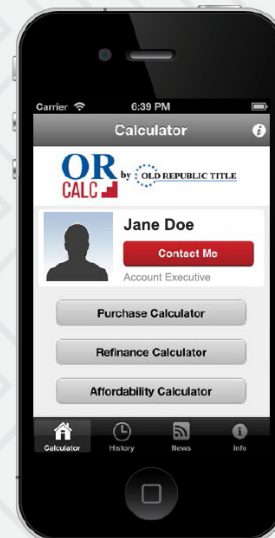 Carrier 6:39 PM
Calculator i
OR
CALC by OLD REPUBLIC TITLE
Jane Doe
Contact Me
Account Executive
Purchase Calculator
Refinance Calculator
Affordability Calculator
Calculator History News Info